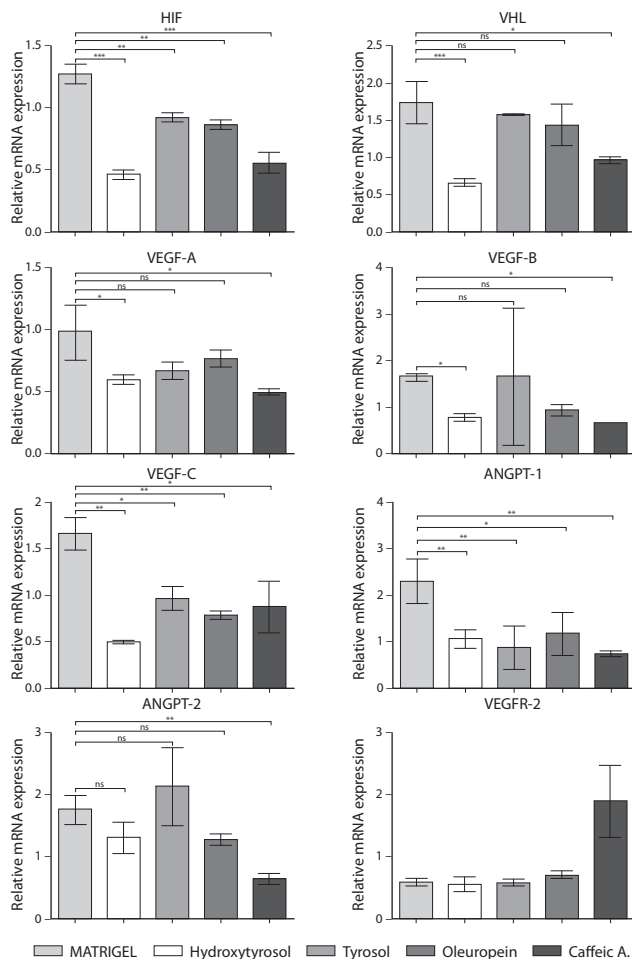 HIF
Relative mRNA expression
1.5
1.0
0.5
0.0
***
**
**
***
VHL
Relative mRNA expression
2.5
2.0
1.5
1.0
0.5
0.0
*
ns
ns
***
VEGF-A
Relative mRNA expression
1.5
1.0
0.5
0.0
*
ns
ns
*
VEGF-B
Relative mRNA expression
4
3
2
1
0
*
ns
ns
*
VEGF-C
Relative mRNA expression
2
1.5
1.0
0.5
0.0
*
**
*
**
ANGPT-1
Relative mRNA expression
4
3
2
1
0
**
*
**
**
ANGPT-2
Relative mRNA expression
3
2
1
0
**
ns
ns
ns
VEGFR-2
Relative mRNA expression
3
2
1
0
MATRIGEL Hydroxytyrosol Tyrosol Oleuropein Caffeic A.